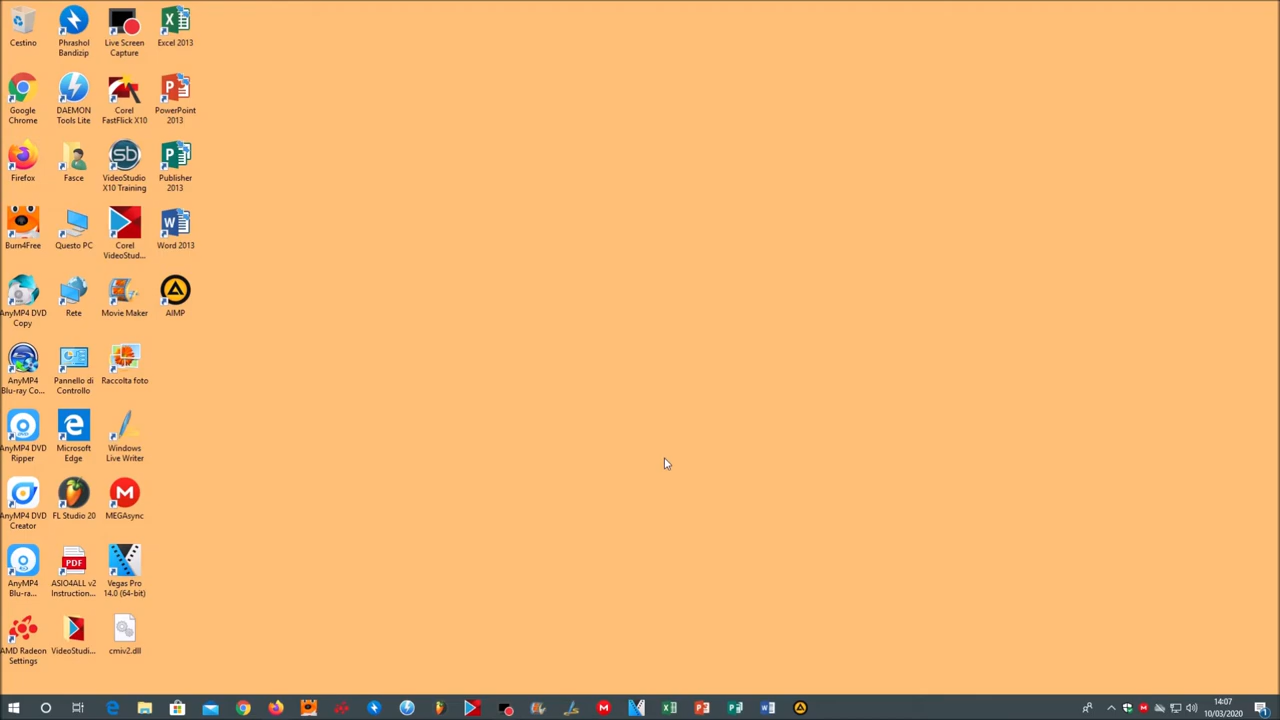 Cestino
Phrashol
Bandizip
Live Screen
Capture
Excel 2013
Google
Chrome
DAEMON
Tools Lite
Corel
FastFlick X10
PowerPoint
2013
Firefox
Fasce
VideoStudio
X10 Training
Publisher
2013
Burn4Free
Questo PC
Corel
VideoStud...
Word 2013
AnyMP4 DVD
Copy
Rete
Movie Maker
AIMP
AnyMP4
Blu-ray Co...
Pannello di
Controllo
Raccolta foto
AnyMP4 DVD
Ripper
Microsoft
Edge
Windows
Live Writer
AnyMP4 DVD
Creator
FL Studio 20
MEGAsync
AnyMP4
Blu-ra...
PDF
ASIO4ALL v2
Instruction...
Vegas Pro
14.0 (64-bit)
AMD Radeon
Settings
VideoStudi...
cmiv2.dll
14:07
10/03/2020